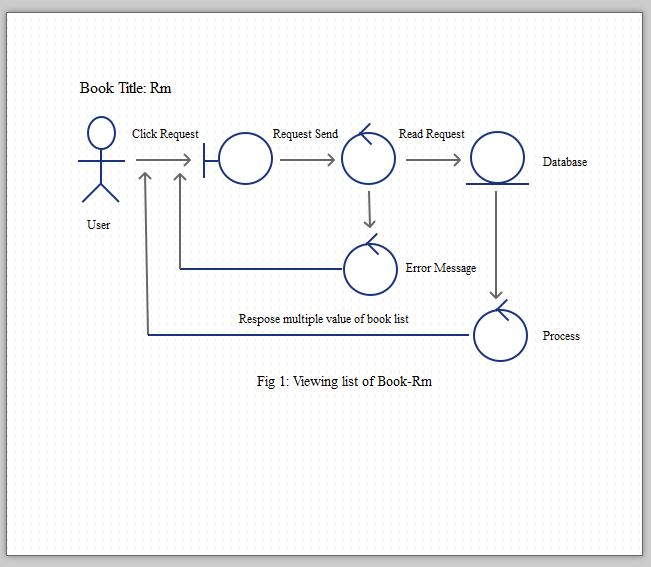 Book Title: Rm
Click Request
Request Send
Read Request
Database
User
Error Message
Respose multiple value of book list
Process
Fig 1: Viewing list of Book-Rm